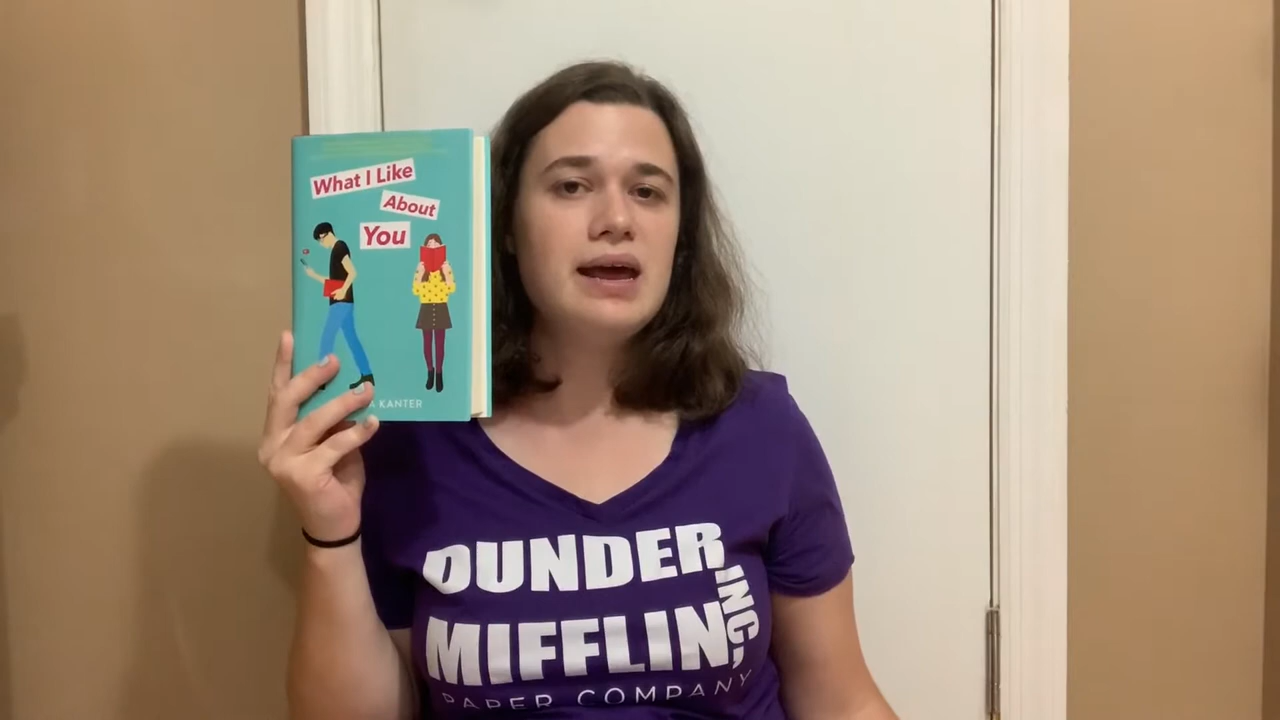 What I Like
About
You
KANTER
DUNDER
MIFFLIN
INC.
PAPER COMPANY